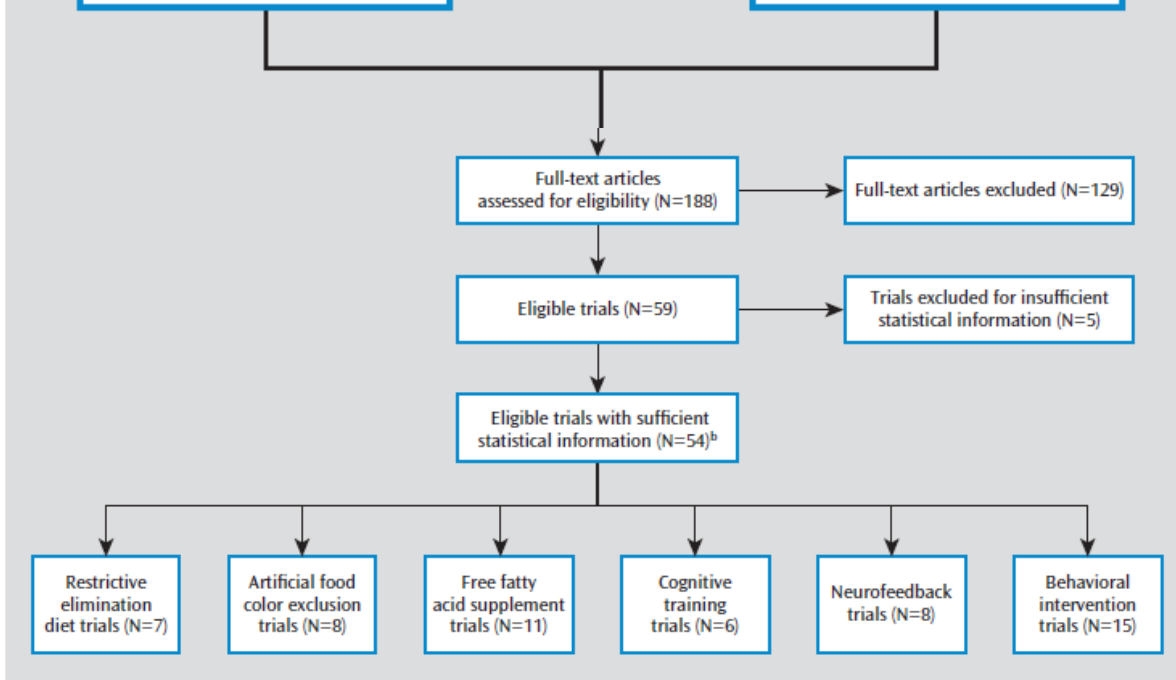 Full-text articles
assessed for eligibility (N=188)
Full-text articles excluded (N=129)
Eligible trials (N=59)
Trials excluded for insufficient
statistical information (N=5)
Eligible trials with sufficient
statistical information (N=54)ᵇ
Restrictive
elimination
diet trials (N=7)
Artificial food
color exclusion
trials (N=8)
Free fatty
acid supplement
trials (N=11)
Cognitive
training
trials (N=6)
Neurofeedback
trials (N=8)
Behavioral
intervention
trials (N=15)